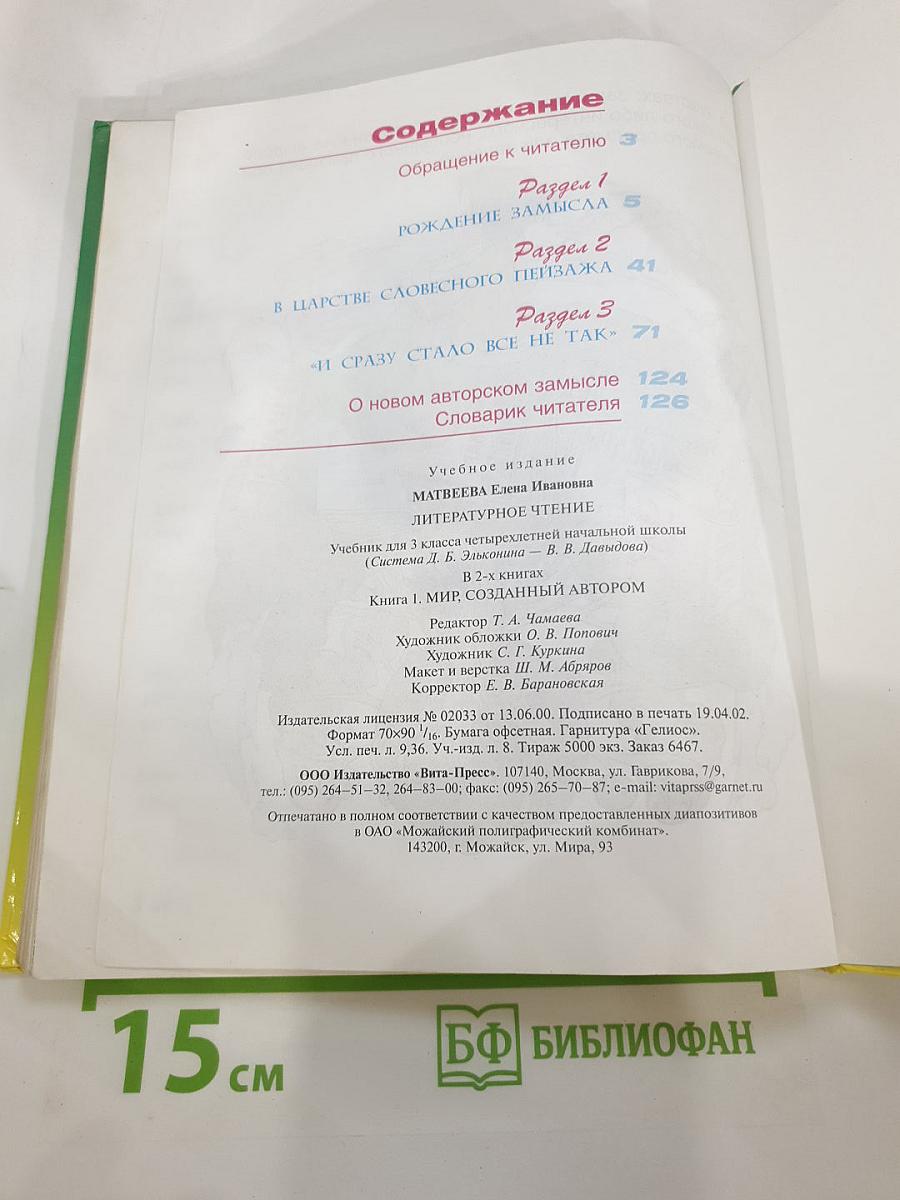 Содержание
Обращение к читателю 3
Раздел 1
РОЖДЕНИЕ ЗАМЫСЛА 5
Раздел 2
В ЦАРСТВЕ СЛОВЕСНОГО ПЕЙЗАЖА 41
Раздел 3
«И СРАЗУ СТАЛО ВСЕ НЕ ТАК» 71
О новом авторском замысле 124
Словарик читателя 126
Учебное издание
МАТВЕЕВА Елена Ивановна
ЛИТЕРАТУРНОЕ ЧТЕНИЕ
Учебник для 3 класса четырехлетней начальной школы
(Система Д. Б. Эльконина — В. В. Давыдова)
В 2-х книгах
Книга 1. МИР, СОЗДАННЫЙ АВТОРОМ
Редактор Т. А. Чамаева
Художник обложки О. В. Попович
Художник С. Г. Куркина
Макет и верстка Ш. М. Абряров
Корректор Е. В. Барановская
Издательская лицензия № 02033 от 13.06.00. Подписано в печать 19.04.02.
Формат 70×90 1/16. Бумага офсетная. Гарнитура «Гелиос».
Усл. печ. л. 9,36. Уч.-изд. л. 8. Тираж 5000 экз. Заказ 6467.
ООО Издательство «Вита-Пресс». 107140, Москва, ул. Гаврикова, 7/9,
тел.: (095) 264—51—32, 264—83—00; факс: (095) 265—70—87; e-mail: vitaprss@garnet.ru
Отпечатано в полном соответствии с качеством предоставленных диапозитивов
в ОАО «Можайский полиграфический комбинат».
143200, г. Можайск, ул. Мира, 93
15 см
БФ БИБЛИОФАН